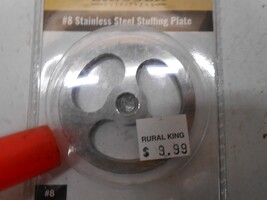 #8 Stainless Steel Stuffing Plate
RURAL KING
$ 9.99
#8